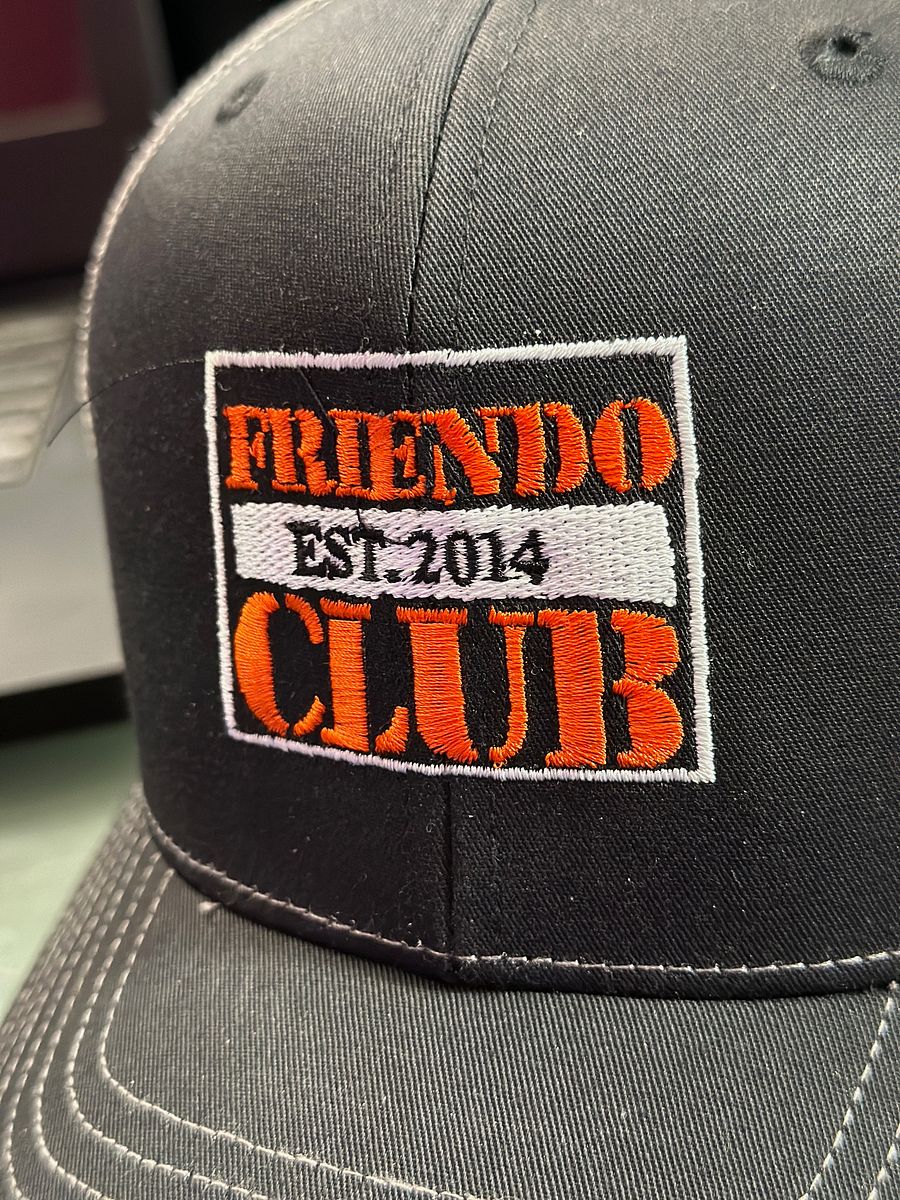 FRIENDO
EST. 2014
CLUB